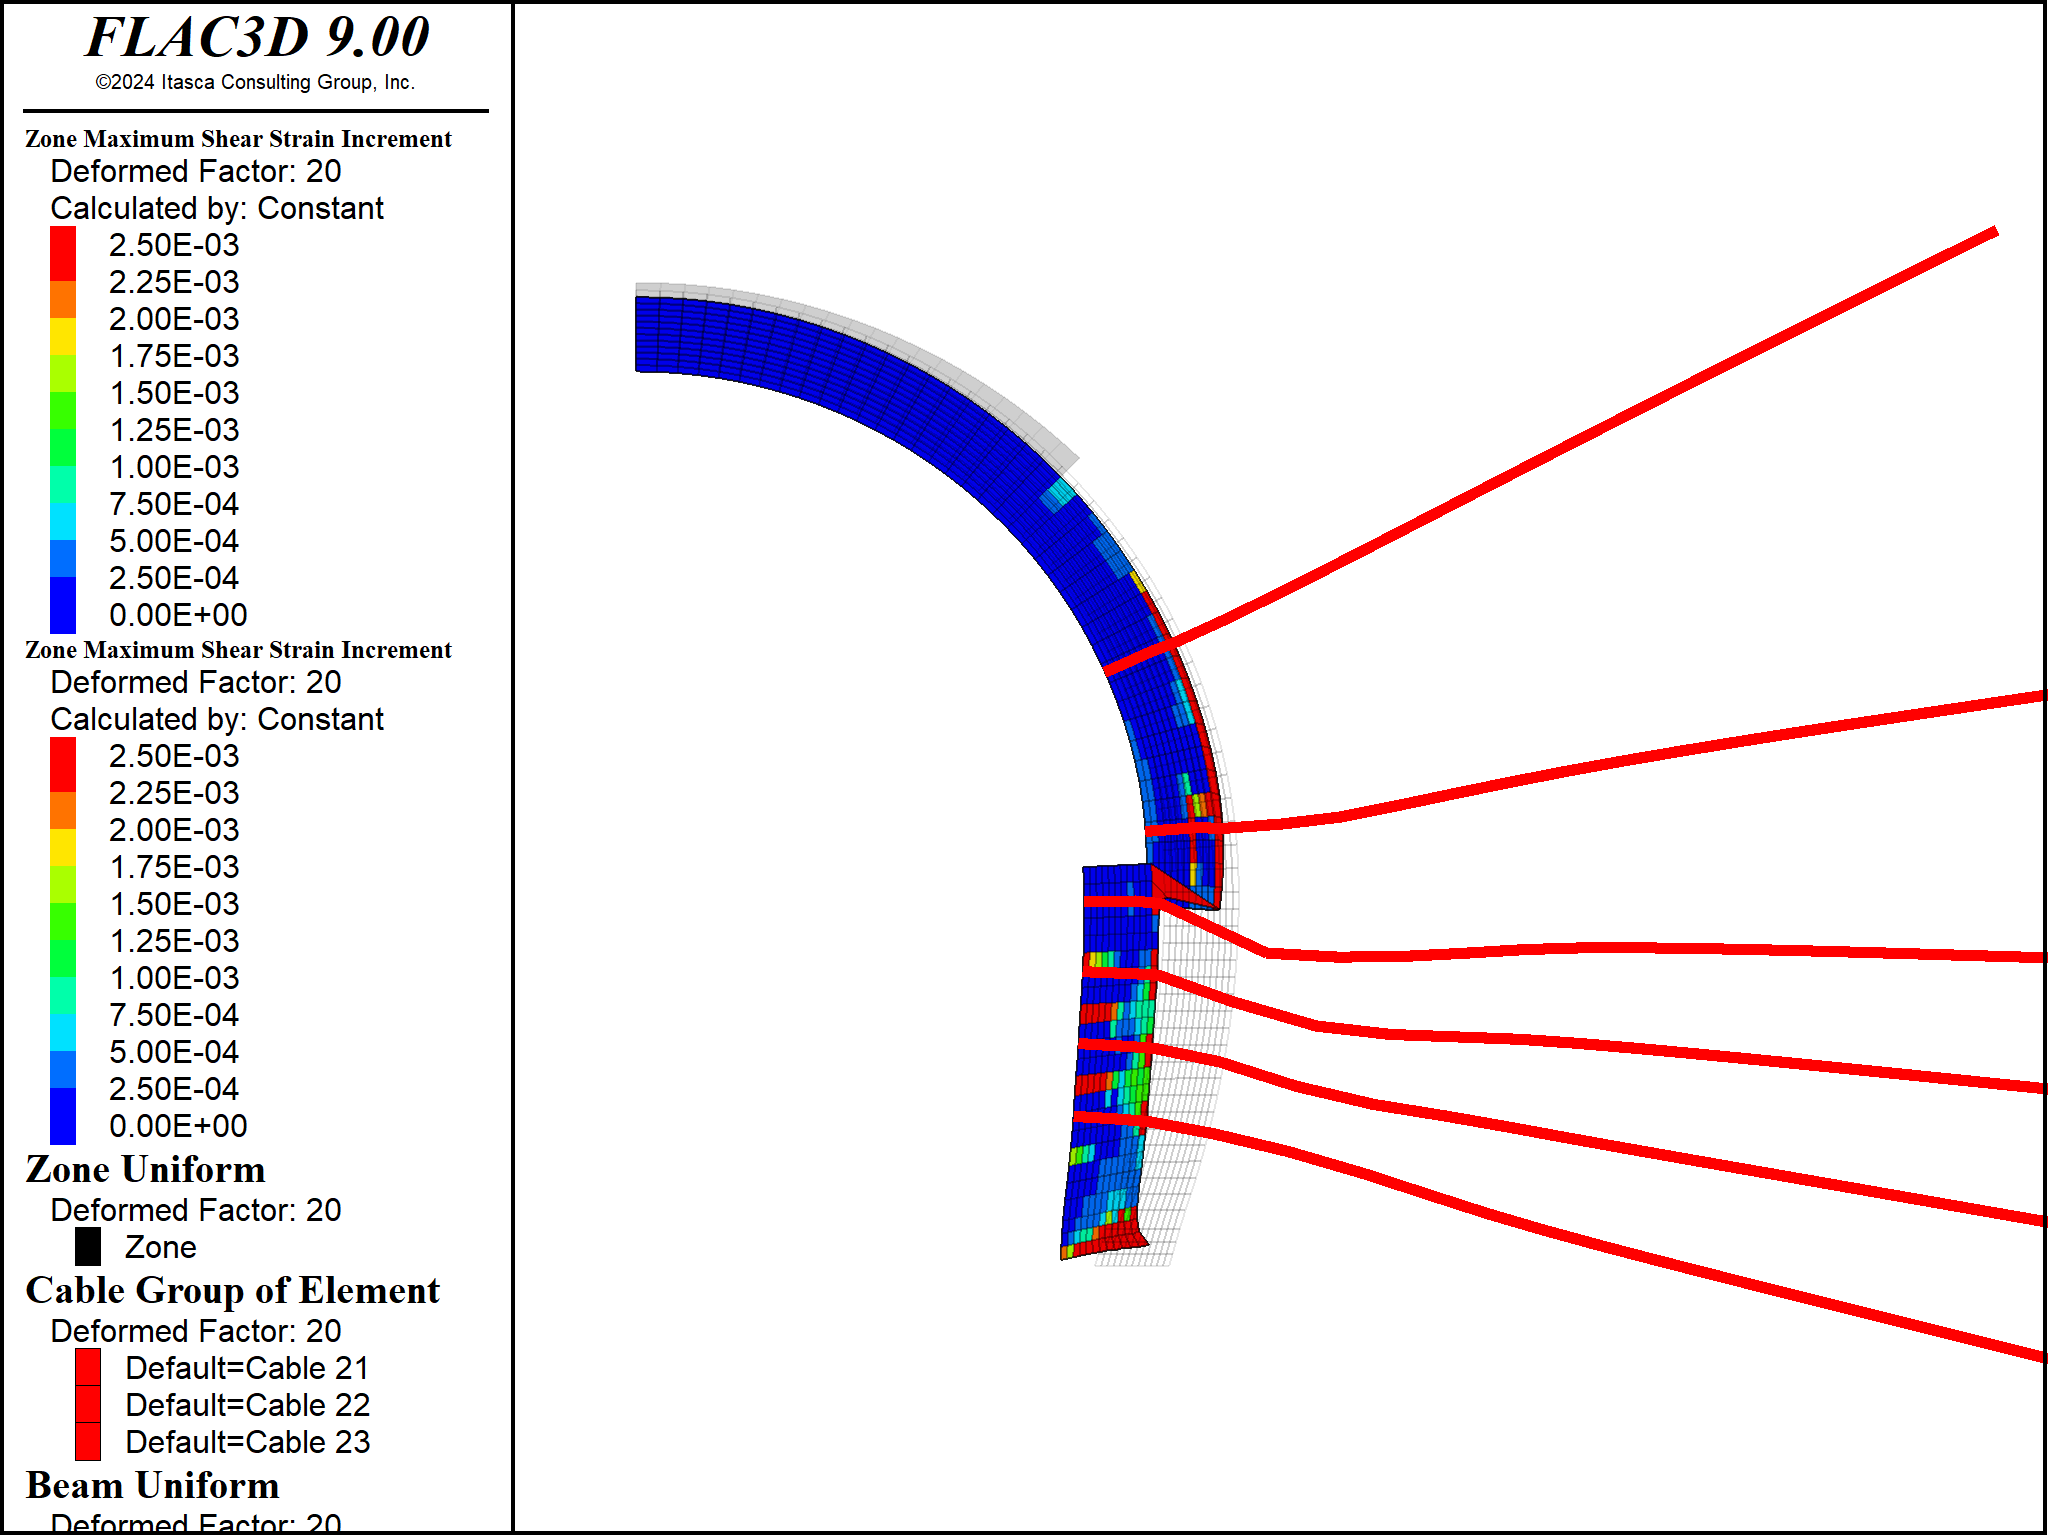 FLAC3D 9.00
©2024 Itasca Consulting Group, Inc.
Zone Maximum Shear Strain Increment
Deformed Factor: 20
Calculated by: Constant
2.50E-03
2.25E-03
2.00E-03
1.75E-03
1.50E-03
1.25E-03
1.00E-03
7.50E-04
5.00E-04
2.50E-04
0.00E+00
Zone Maximum Shear Strain Increment
Deformed Factor: 20
Calculated by: Constant
2.50E-03
2.25E-03
2.00E-03
1.75E-03
1.50E-03
1.25E-03
1.00E-03
7.50E-04
5.00E-04
2.50E-04
0.00E+00
Zone Uniform
Deformed Factor: 20
Zone
Cable Group of Element
Deformed Factor: 20
Default=Cable 21
Default=Cable 22
Default=Cable 23
Beam Uniform
Deformed Factor: 20